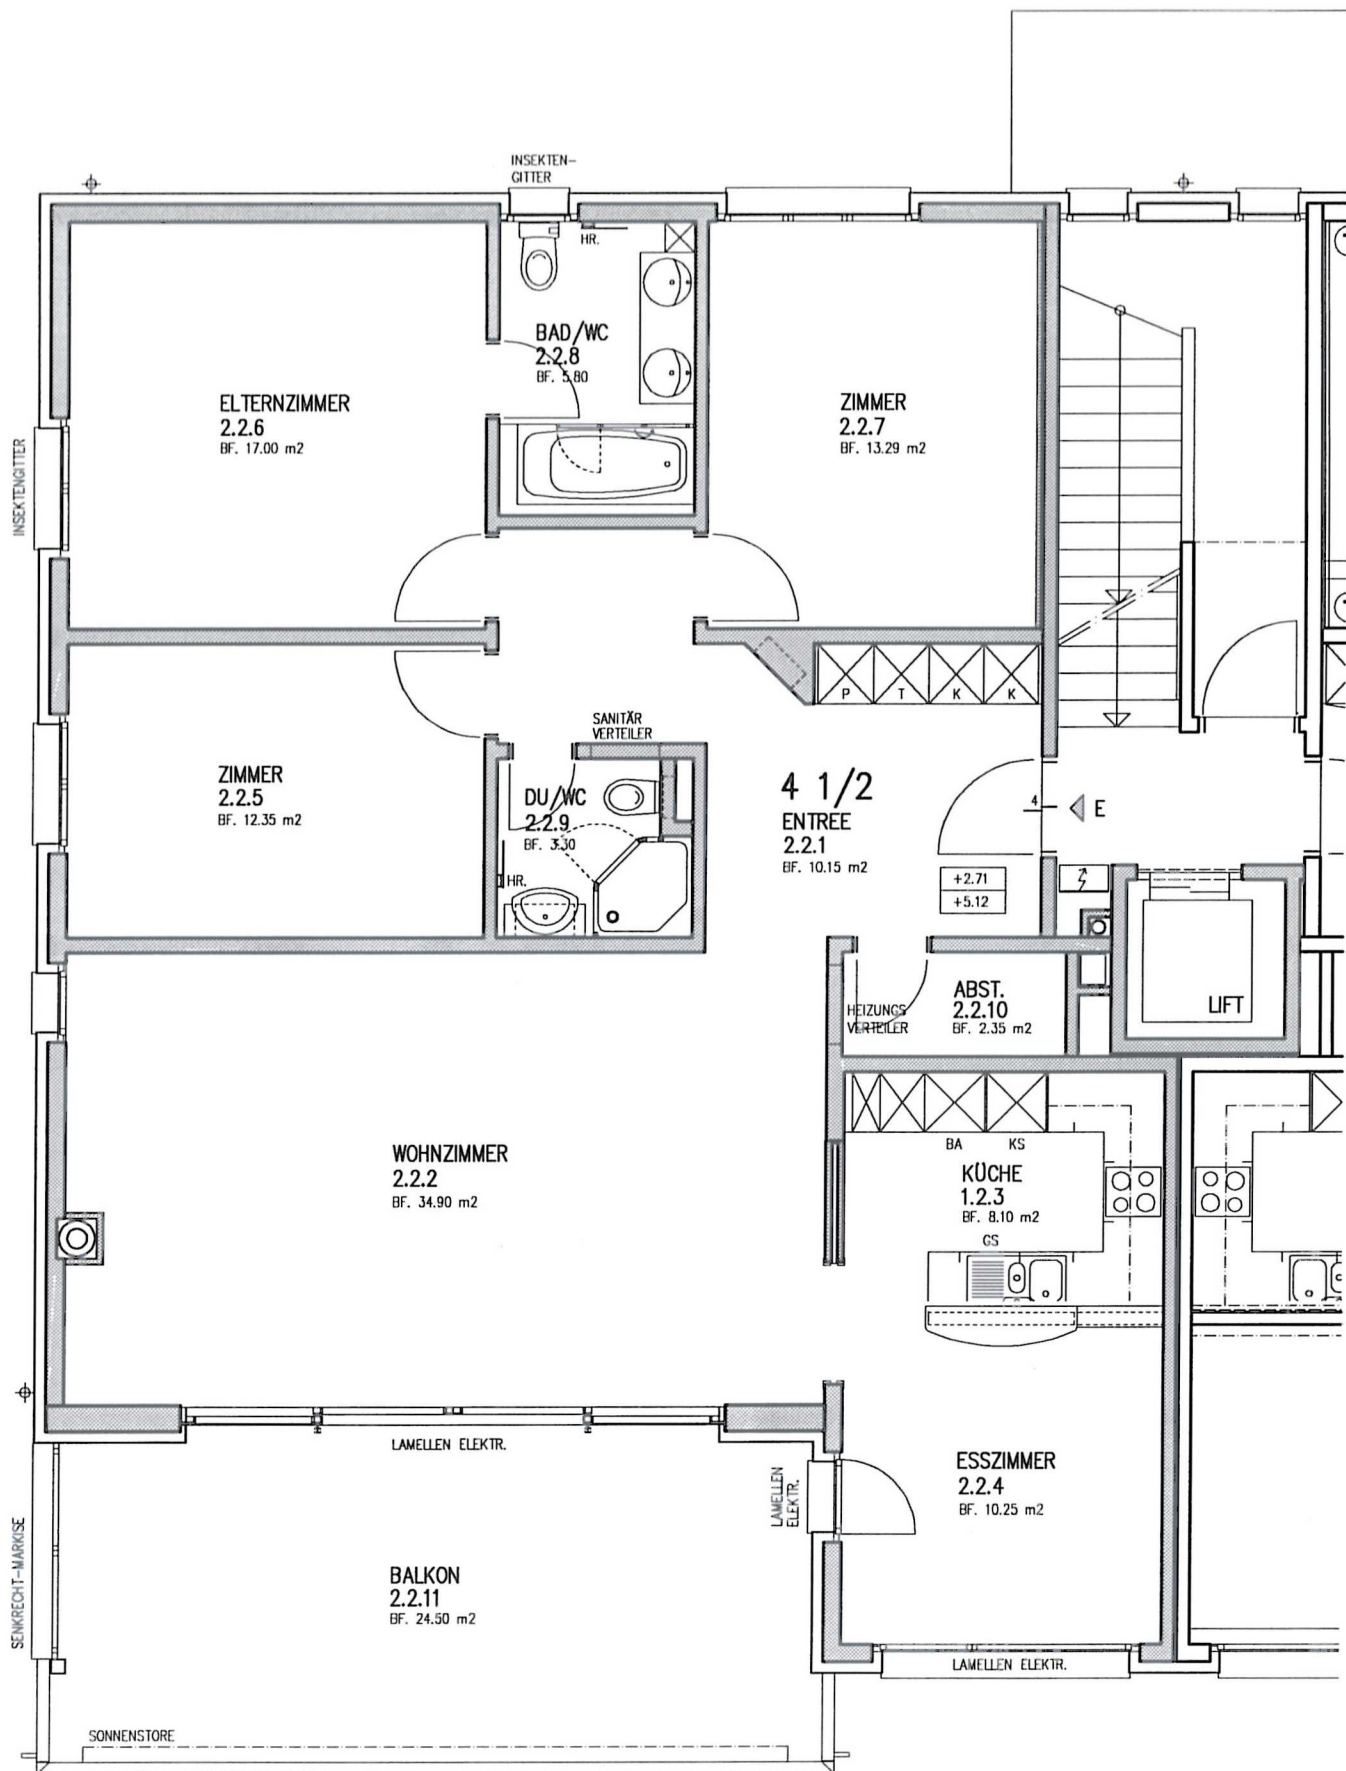 INSEKTEN-
GITTER
HR.
BAD/WC
2.2.8
BF. 5.80
ELTERNZIMMER
2.2.6
BF. 17.00 m2
ZIMMER
2.2.7
BF. 13.29 m2
INSEKTENGITTER
P T K K
SANITÄR
VERTEILER
ZIMMER
2.2.5
BF. 12.35 m2
DU/WC
2.2.9
BF. 3.30
HR.
4 1/2
ENTREE
2.2.1
BF. 10.15 m2
4
E
+2.71
+5.12
HEIZUNGS
VERTEILER
ABST.
2.2.10
BF. 2.35 m2
LIFT
WOHNZIMMER
2.2.2
BF. 34.90 m2
BA KS
KÜCHE
1.2.3
BF. 8.10 m2
GS
LAMELLEN ELEKTR.
LAMELLEN
ELEKTR.
ESSZIMMER
2.2.4
BF. 10.25 m2
SENKRECHT-MARKISE
BALKON
2.2.11
BF. 24.50 m2
LAMELLEN ELEKTR.
SONNENSTORE